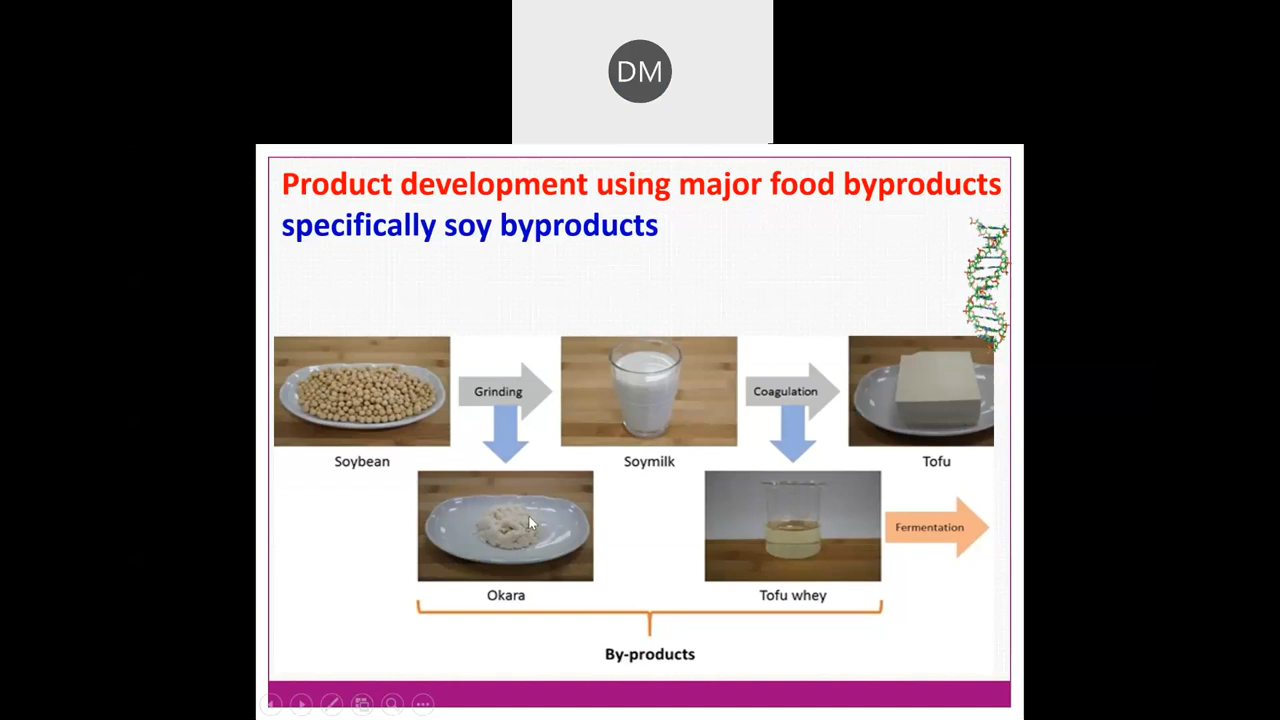 DM
Product development using major food byproducts
specifically soy byproducts
Grinding
Coagulation
Soybean
Soymilk
Tofu
Fermentation
Okara
Tofu whey
By-products